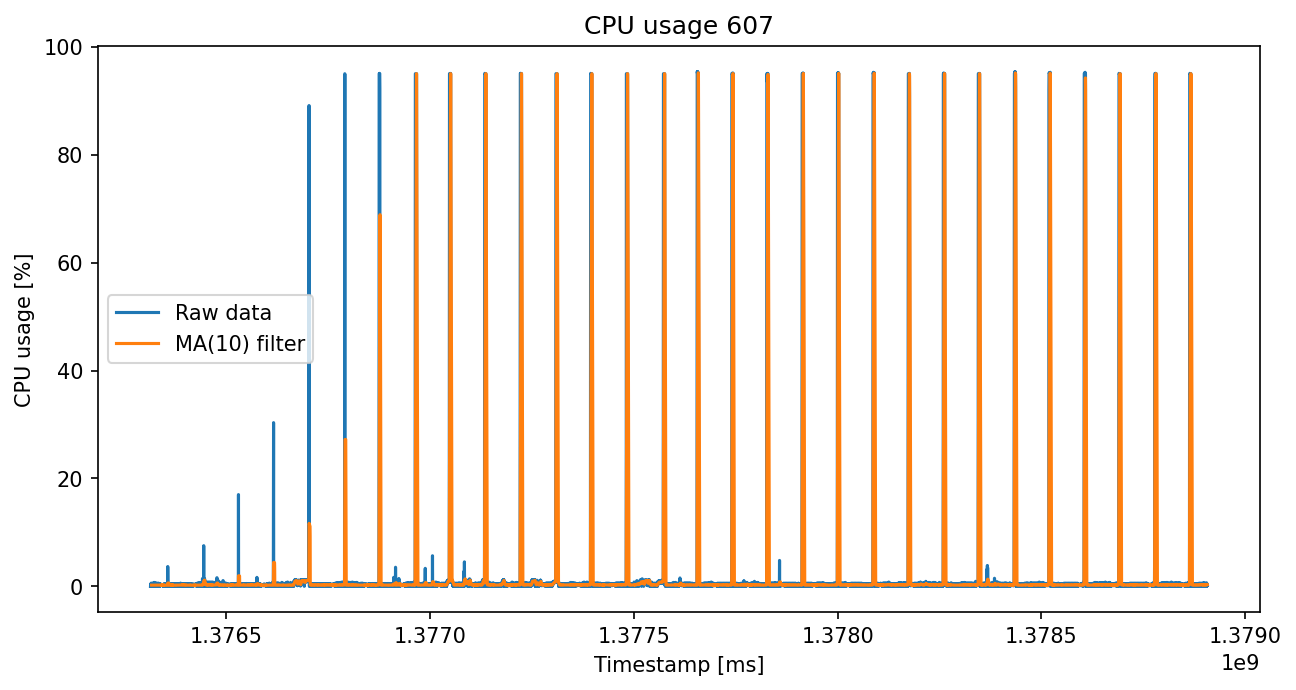 CPU usage 607
100
80
60
40
20
0
CPU usage [%]
Raw data
MA(10) filter
1.3765 1.3770 1.3775 1.3780 1.3785 1.3790
1e9
Timestamp [ms]